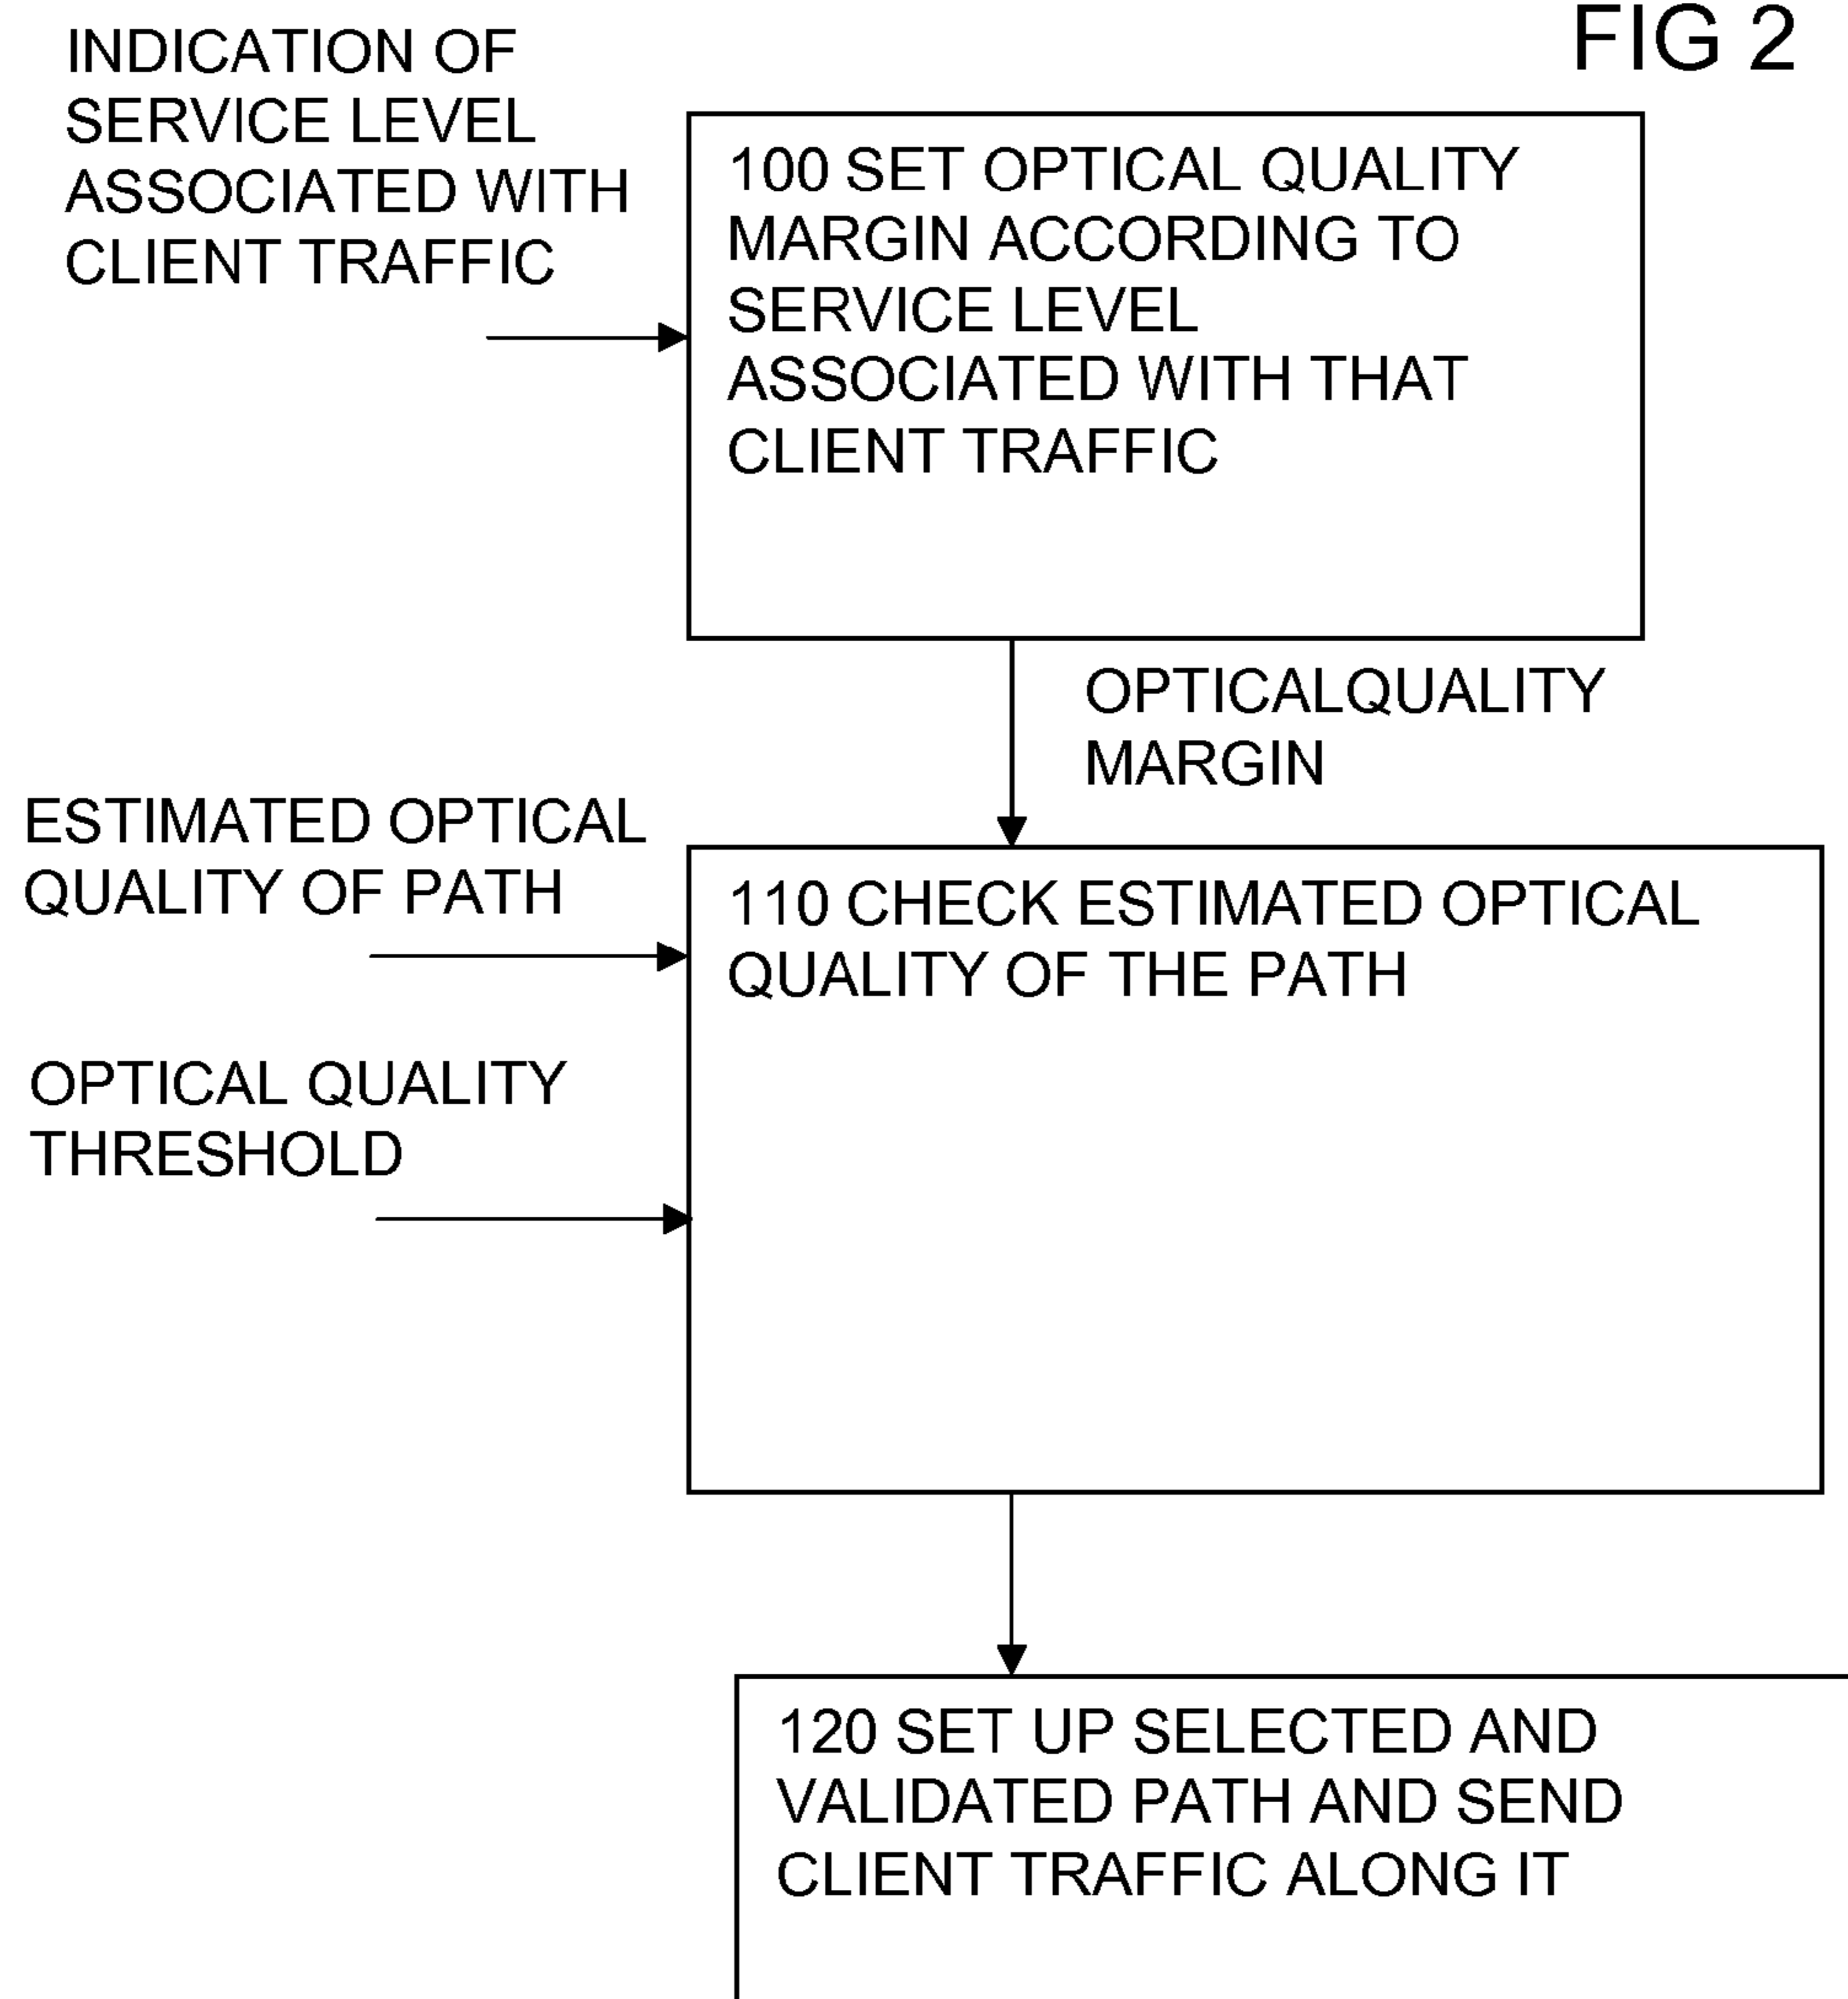 FIG 2
INDICATION OF
SERVICE LEVEL
ASSOCIATED WITH
CLIENT TRAFFIC
100 SET OPTICAL QUALITY
MARGIN ACCORDING TO
SERVICE LEVEL
ASSOCIATED WITH THAT
CLIENT TRAFFIC
OPTICALQUALITY
MARGIN
ESTIMATED OPTICAL
QUALITY OF PATH
110 CHECK ESTIMATED OPTICAL
QUALITY OF THE PATH
OPTICAL QUALITY
THRESHOLD
120 SET UP SELECTED AND
VALIDATED PATH AND SEND
CLIENT TRAFFIC ALONG IT